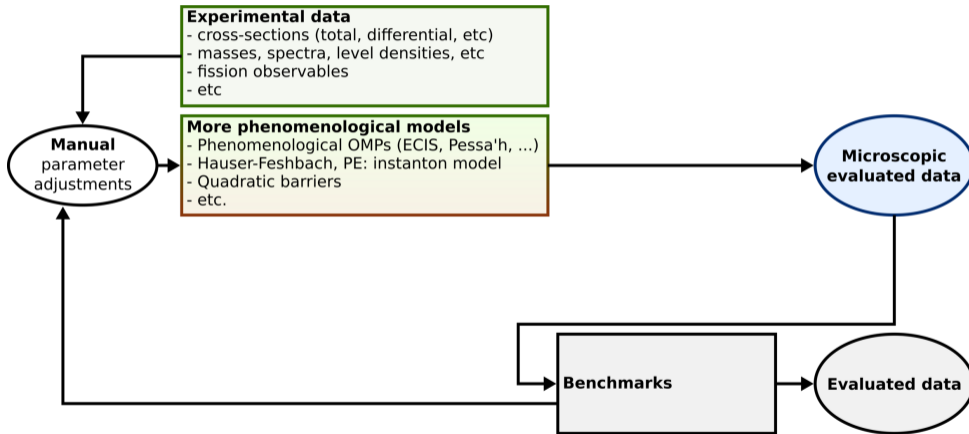 Experimental data
- cross-sections (total, differential, etc)
- masses, spectra, level densities, etc
- fission observables
- etc
Manual
parameter
adjustments
More phenomenological models
- Phenomenological OMPs (ECIS, Pessa'h, ...)
- Hauser-Feshbach, PE: instanton model
- Quadratic barriers
- etc.
Microscopic
evaluated data
Benchmarks
Evaluated data